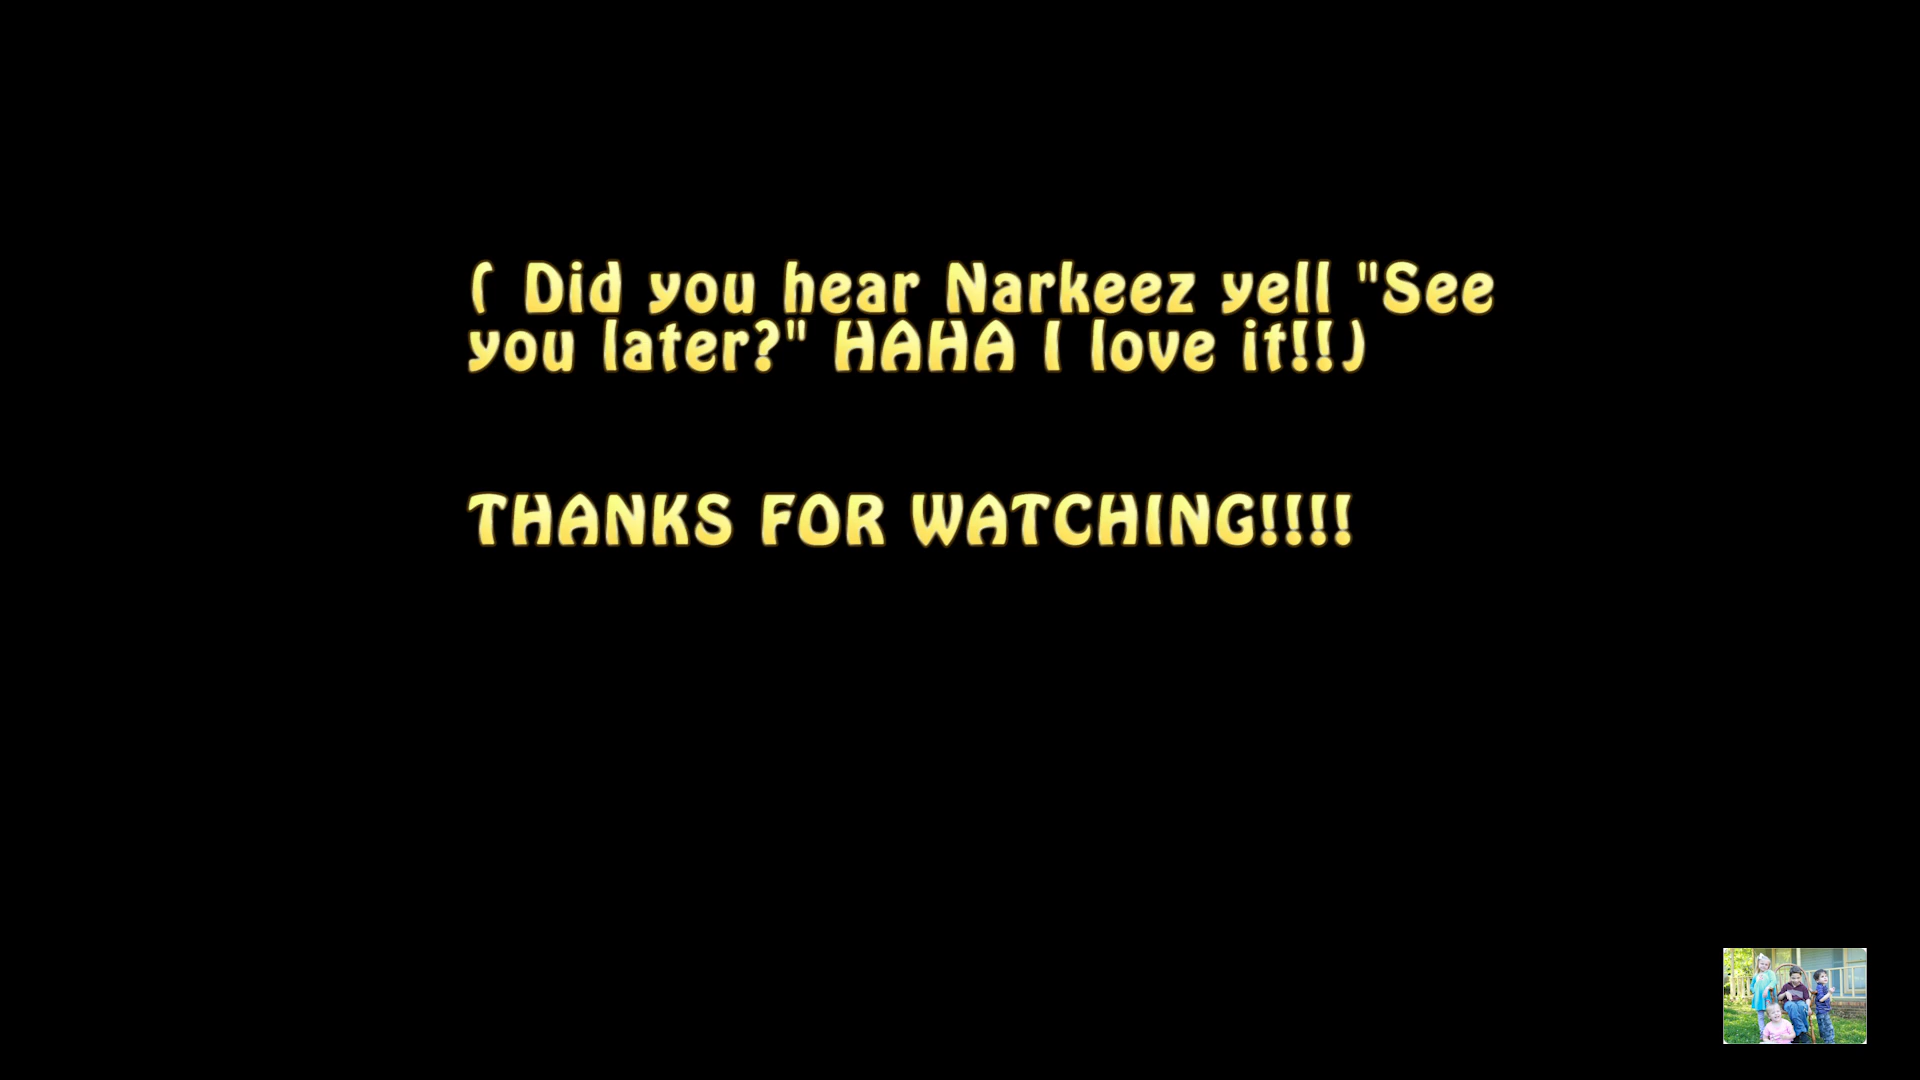 ( Did you hear Narkeez yell "See
you later?" HAHA I love it!!)
THANKS FOR WATCHING!!!!